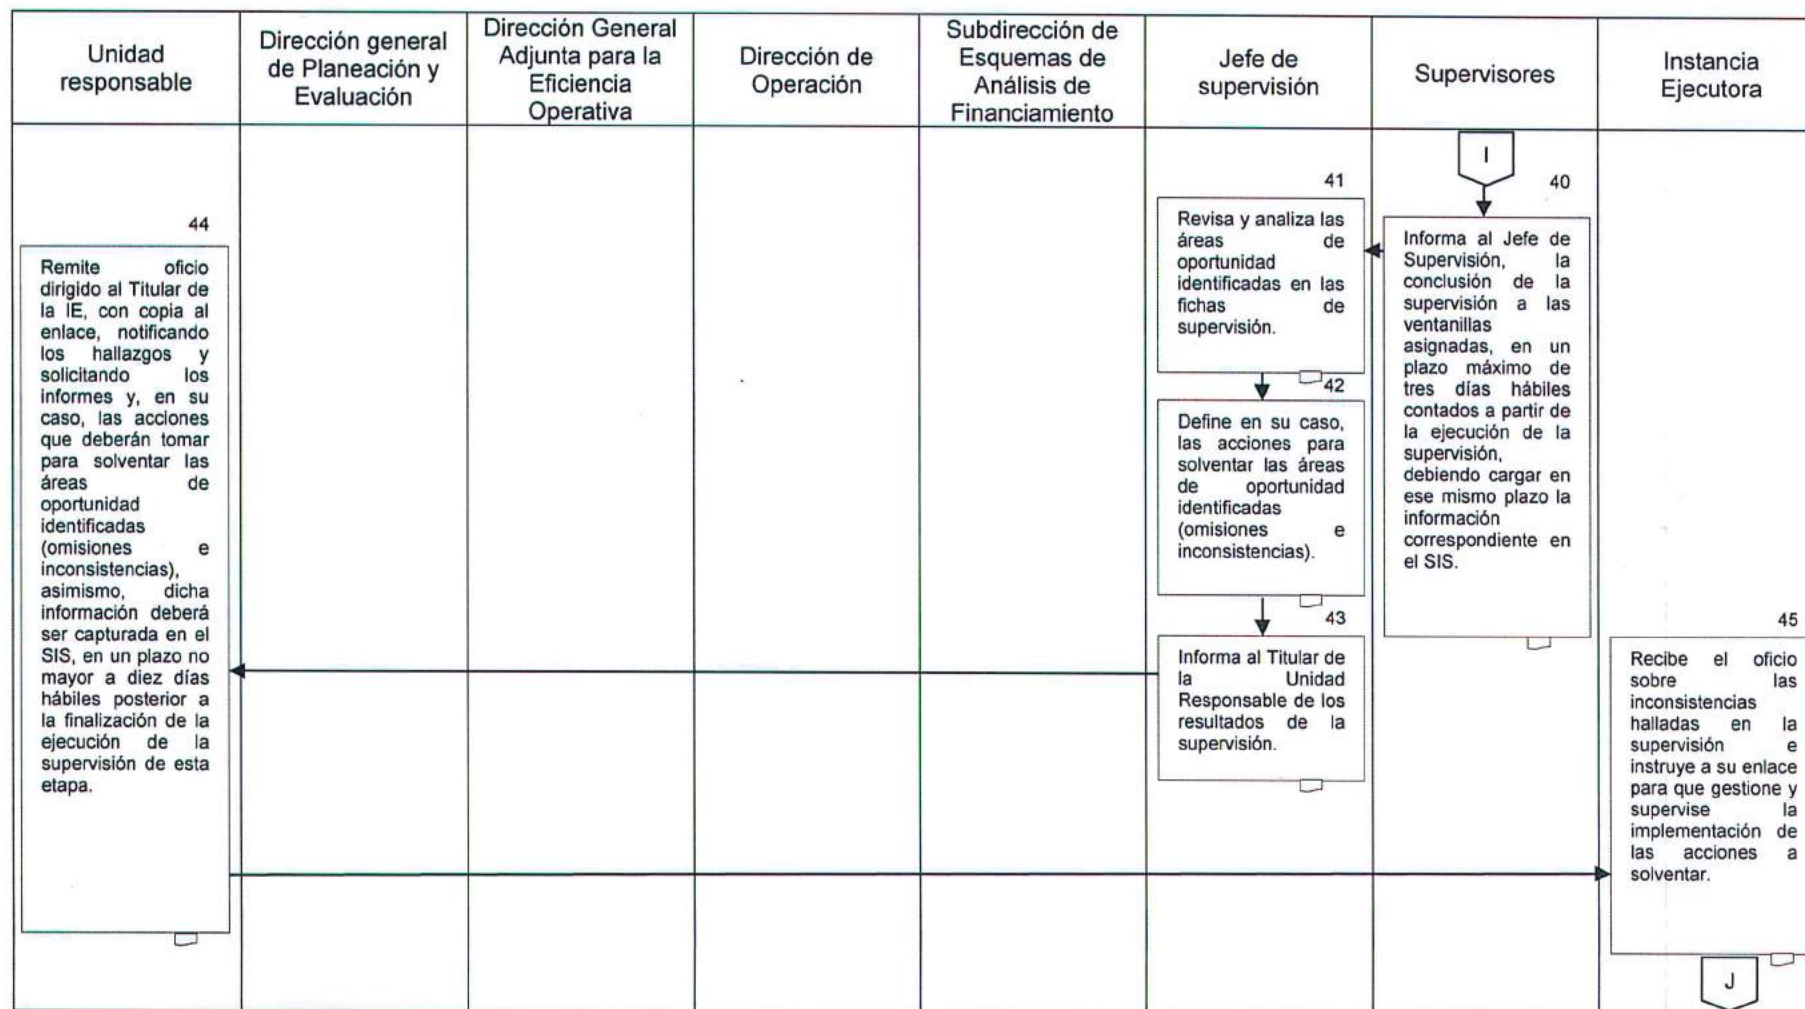 Unidad
responsable
Dirección general
de Planeación y
Evaluación
Dirección General
Adjunta para la
Eficiencia
Operativa
Dirección de
Operación
Subdirección de
Esquemas de
Análisis de
Financiamiento
Jefe de
supervisión
Supervisores
Instancia
Ejecutora
I
40
Informa al Jefe de
Supervisión, la
conclusión de la
supervisión a las
ventanillas
asignadas, en un
plazo máximo de
tres días hábiles
contados a partir de
la ejecución de la
supervisión,
debiendo cargar en
ese mismo plazo la
información
correspondiente en
el SIS.
41
Revisa y analiza las
áreas de
oportunidad
identificadas en las
fichas de
supervisión.
42
Define en su caso,
las acciones para
solventar las áreas
de oportunidad
identificadas
(omisiones e
inconsistencias).
43
Informa al Titular de
la Unidad
Responsable de los
resultados de la
supervisión.
44
Remite oficio
dirigido al Titular de
la IE, con copia al
enlace, notificando
los hallazgos y
solicitando los
informes y, en su
caso, las acciones
que deberán tomar
para solventar las
áreas de
oportunidad
identificadas
(omisiones e
inconsistencias),
asimismo, dicha
información deberá
ser capturada en el
SIS, en un plazo no
mayor a diez días
hábiles posterior a
la finalización de la
ejecución de la
supervisión de esta
etapa.
45
Recibe el oficio
sobre las
inconsistencias
halladas en la
supervisión e
instruye a su enlace
para que gestione y
supervise la
implementación de
las acciones a
solventar.
J